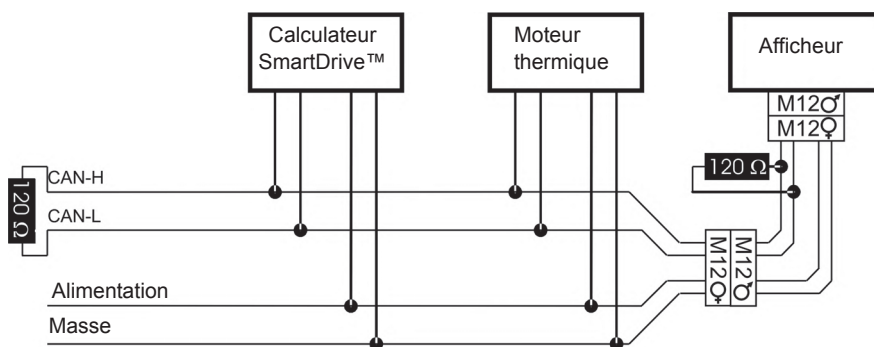 Calculateur
SmartDrive™
Moteur
thermique
Afficheur
M12♂
M12♀
120 Ω
CAN-H
120 Ω
CAN-L
M12♀
M12♂
Alimentation
Masse